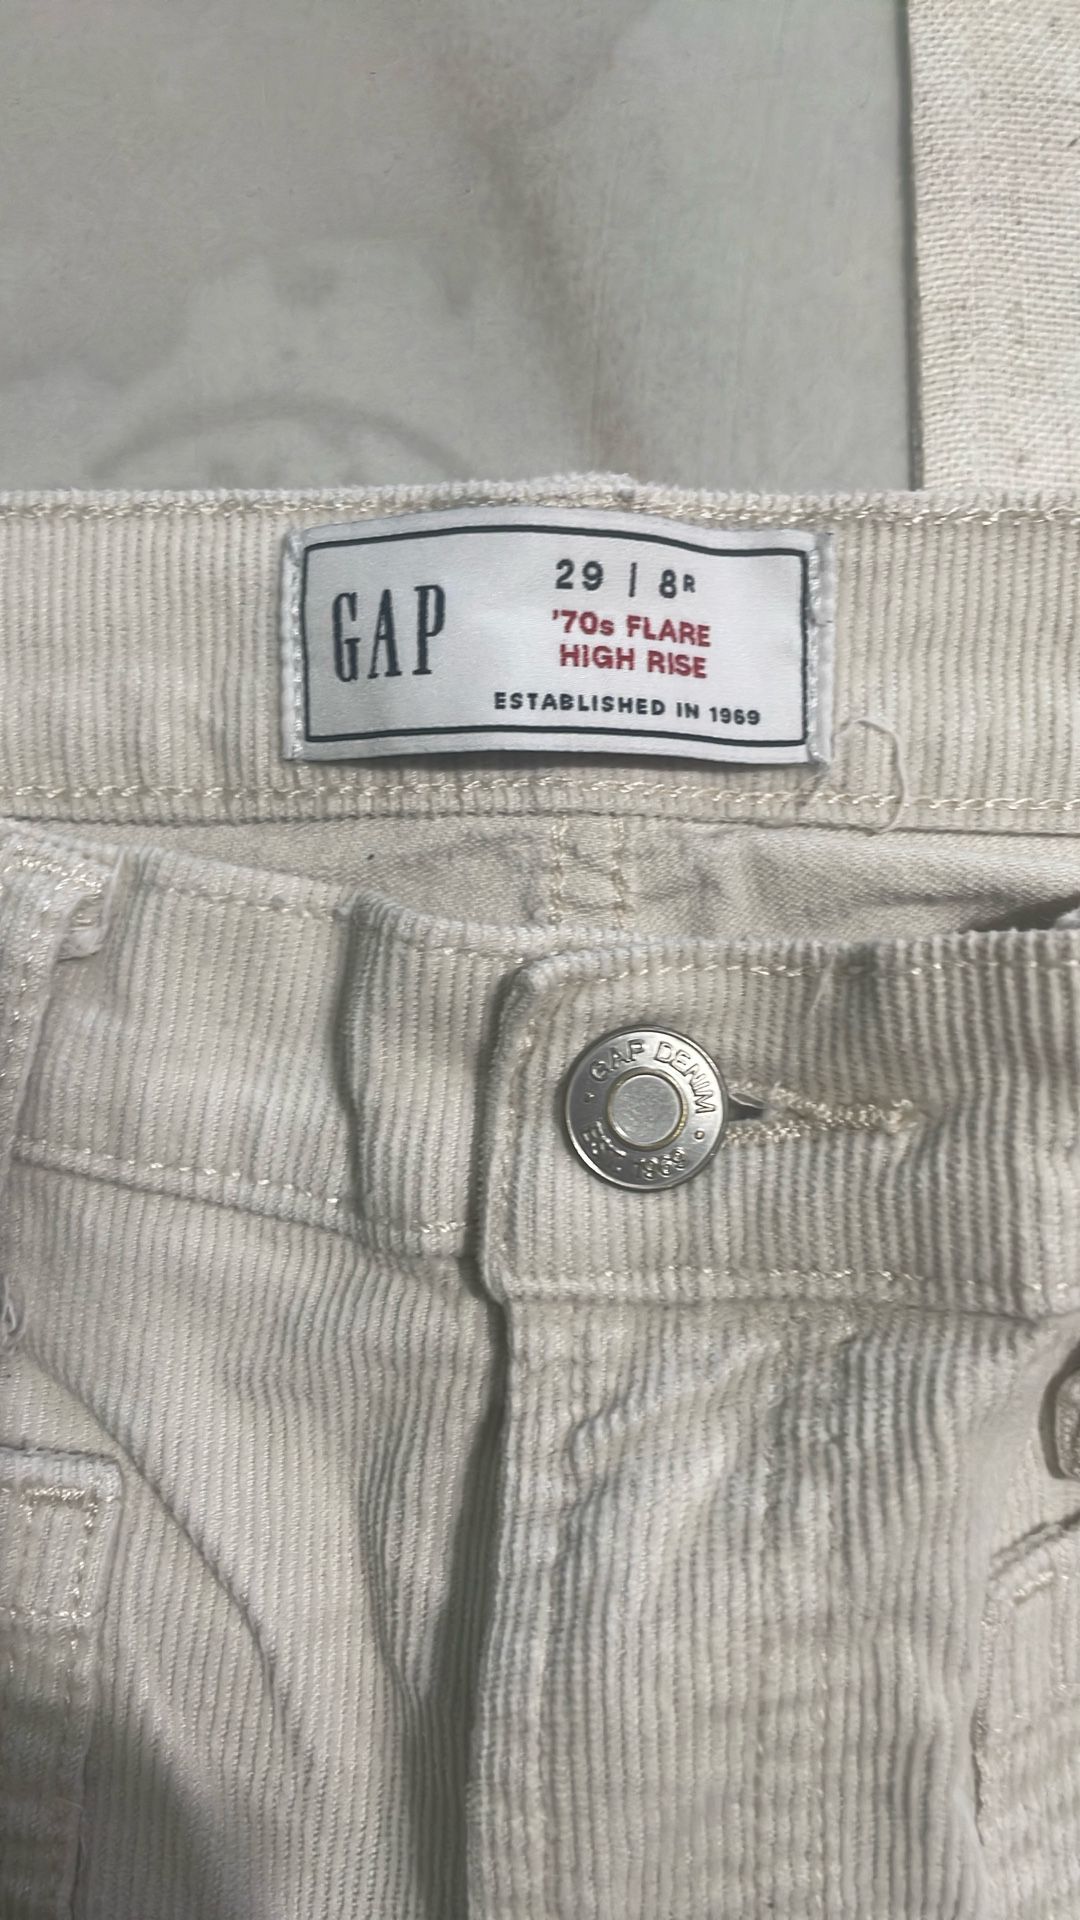 GAP
29 | 8R
'70s FLARE
HIGH RISE
ESTABLISHED IN 1969
GAP DENIM
EST. 1969